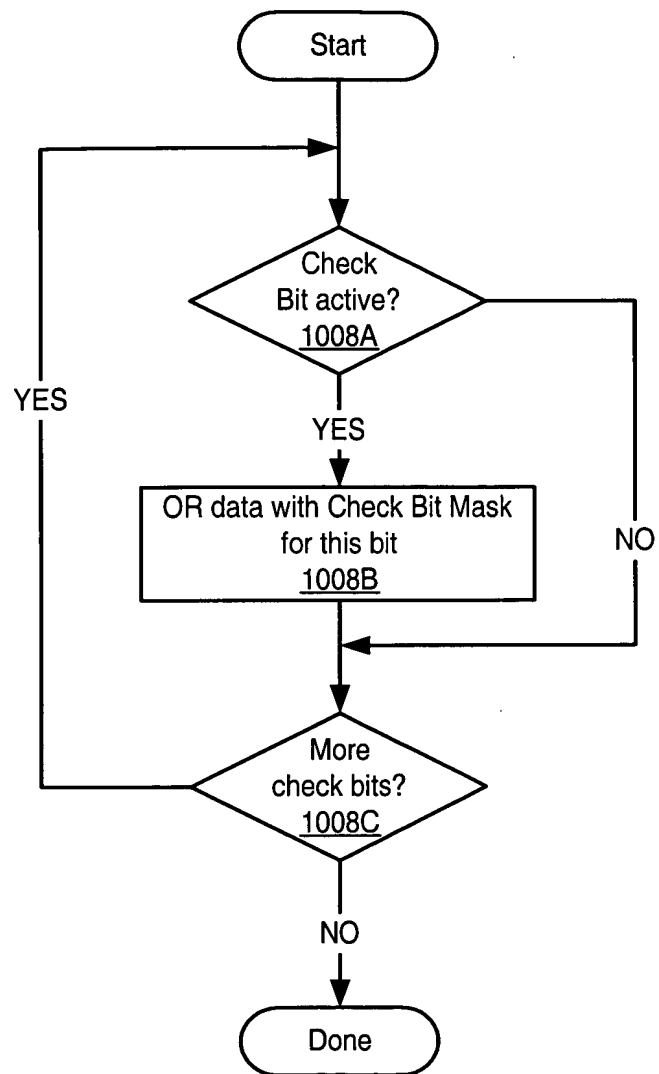 Start
Check
Bit active?
1008A
YES
YES
OR data with Check Bit Mask
for this bit
1008B
NO
More
check bits?
1008C
NO
Done